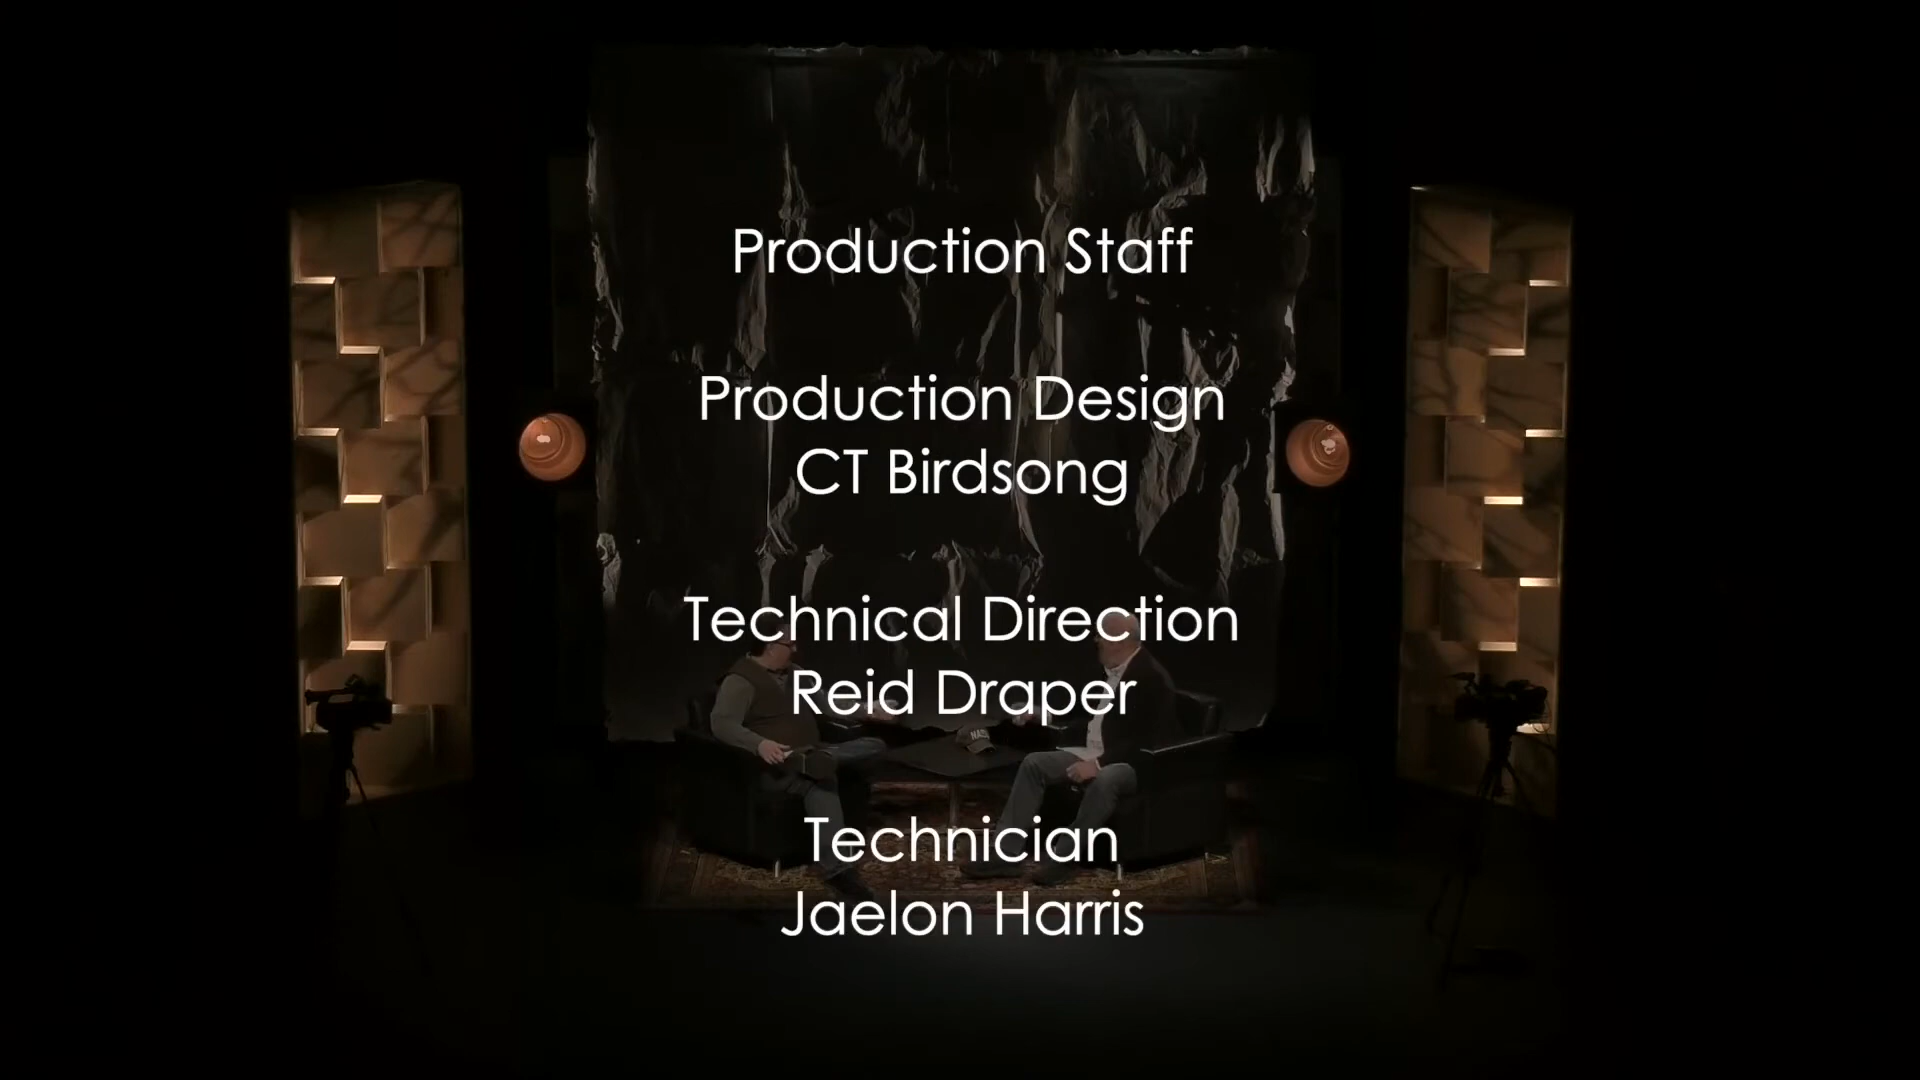 Production Staff
Production Design
CT Birdsong
Technical Direction
Reid Draper
Technician
Jaelon Harris